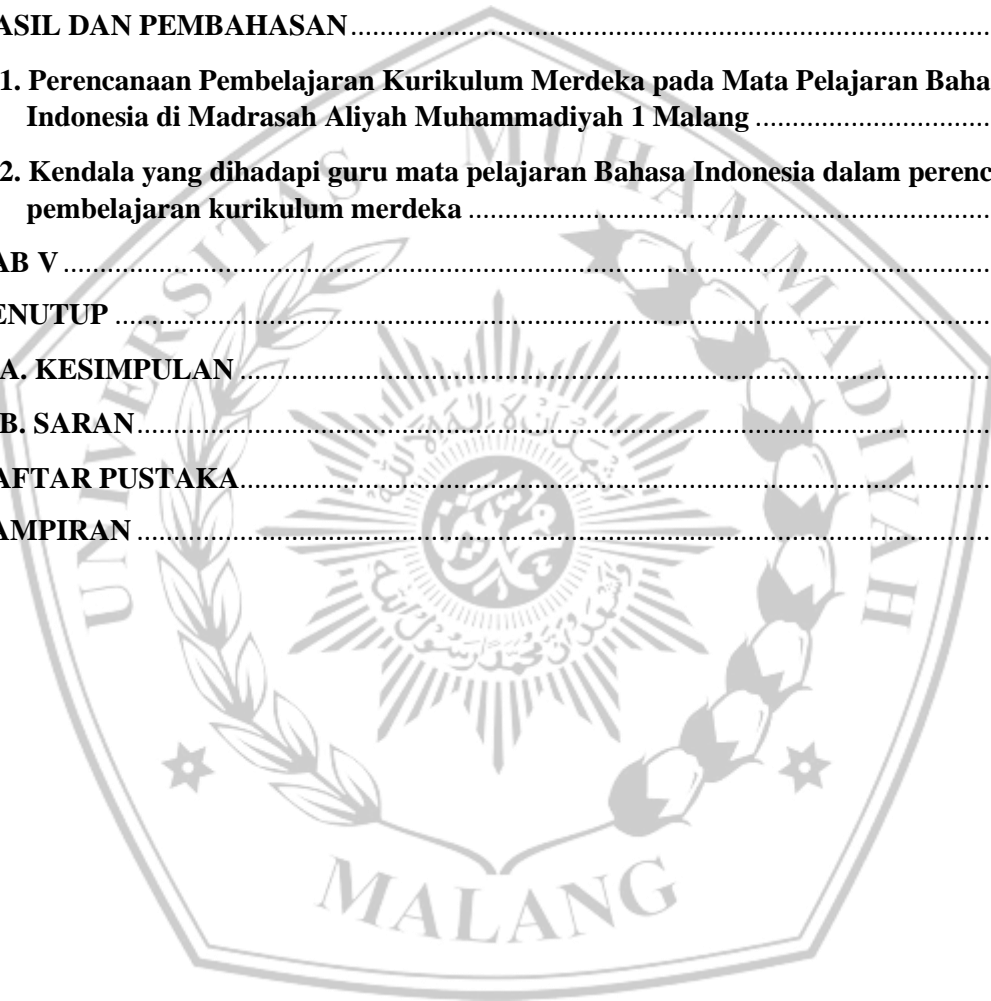 ASIL DAN PEMBAHASAN
1. Perencanaan Pembelajaran Kurikulum Merdeka pada Mata Pelajaran Baha
Indonesia di Madrasah Aliyah Muhammadiyah 1 Malang
2. Kendala yang dihadapi guru mata pelajaran Bahasa Indonesia dalam perenc
pembelajaran kurikulum merdeka
AB V
ENUTUP
A. KESIMPULAN
B. SARAN
AFTAR PUSTAKA
AMPIRAN
UNIVERSITAS MUHAMMADIYAH
MALANG